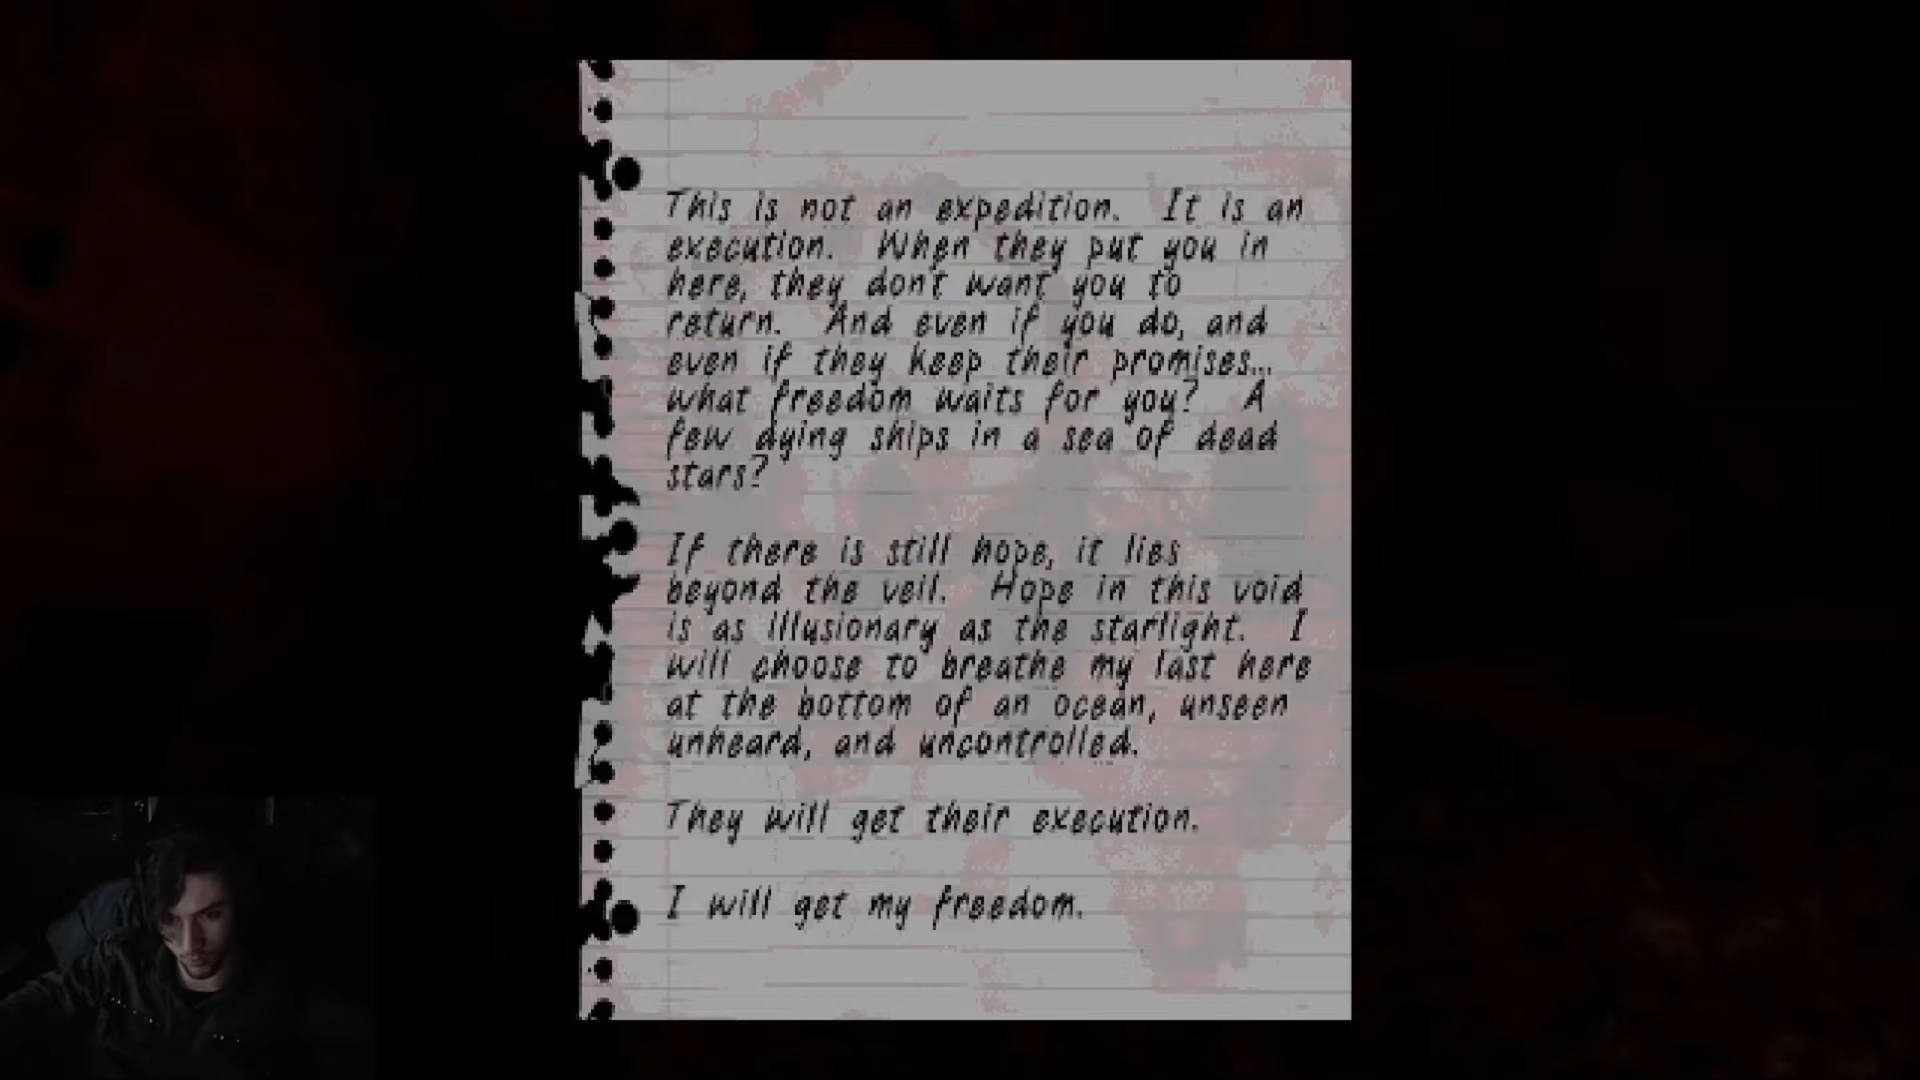 This is not an expedition. It is an
execution. When they put you in
here, they don't want you to
return. And even if you do, and
even if they keep their promises...
what freedom waits for you? A
few dying ships in a sea of dead
stars?
If there is still hope, it lies
beyond the veil. Hope in this void
is as illusionary as the starlight. I
will choose to breathe my last here
at the bottom of an ocean, unseen
unheard, and uncontrolled.
They will get their execution.
I will get my freedom.